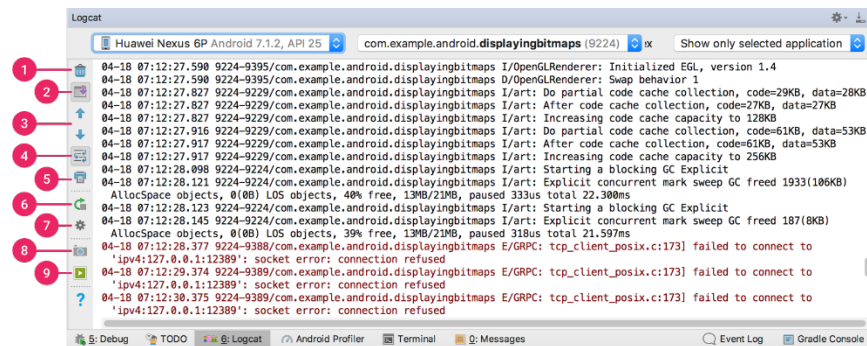 Logcat
Huawei Nexus 6P Android 7.1.2, API 25
com.example.android.displayingbitmaps (9224)
Show only selected application
1
2
3
4
5
6
7
8
9
?
04-18 07:12:27.590 9224-9395/com.example.android.displayingbitmaps I/OpenGLRenderer: Initialized EGL, version 1.4
04-18 07:12:27.590 9224-9395/com.example.android.displayingbitmaps D/OpenGLRenderer: Swap behavior 1
04-18 07:12:27.827 9224-9229/com.example.android.displayingbitmaps I/art: Do partial code cache collection, code=29KB, data=28KB
04-18 07:12:27.827 9224-9229/com.example.android.displayingbitmaps I/art: After code cache collection, code=27KB, data=27KB
04-18 07:12:27.827 9224-9229/com.example.android.displayingbitmaps I/art: Increasing code cache capacity to 128KB
04-18 07:12:27.916 9224-9229/com.example.android.displayingbitmaps I/art: Do partial code cache collection, code=61KB, data=53KB
04-18 07:12:27.917 9224-9229/com.example.android.displayingbitmaps I/art: After code cache collection, code=61KB, data=53KB
04-18 07:12:27.917 9224-9229/com.example.android.displayingbitmaps I/art: Increasing code cache capacity to 256KB
04-18 07:12:28.098 9224-9224/com.example.android.displayingbitmaps I/art: Starting a blocking GC Explicit
04-18 07:12:28.121 9224-9224/com.example.android.displayingbitmaps I/art: Explicit concurrent mark sweep GC freed 1933(106KB)
AllocSpace objects, 0(0B) LOS objects, 40% free, 13MB/21MB, paused 333us total 22.300ms
04-18 07:12:28.123 9224-9224/com.example.android.displayingbitmaps I/art: Starting a blocking GC Explicit
04-18 07:12:28.145 9224-9224/com.example.android.displayingbitmaps I/art: Explicit concurrent mark sweep GC freed 187(8KB)
AllocSpace objects, 0(0B) LOS objects, 39% free, 13MB/21MB, paused 318us total 21.597ms
04-18 07:12:28.377 9224-9388/com.example.android.displayingbitmaps E/GRPC: tcp_client_posix.c:173] failed to connect to
'ipv4:127.0.0.1:12389': socket error: connection refused
04-18 07:12:29.374 9224-9389/com.example.android.displayingbitmaps E/GRPC: tcp_client_posix.c:173] failed to connect to
'ipv4:127.0.0.1:12389': socket error: connection refused
04-18 07:12:30.375 9224-9389/com.example.android.displayingbitmaps E/GRPC: tcp_client_posix.c:173] failed to connect to
'ipv4:127.0.0.1:12389': socket error: connection refused
5: Debug
TODO
6: Logcat
Android Profiler
Terminal
0: Messages
Event Log
Gradle Console